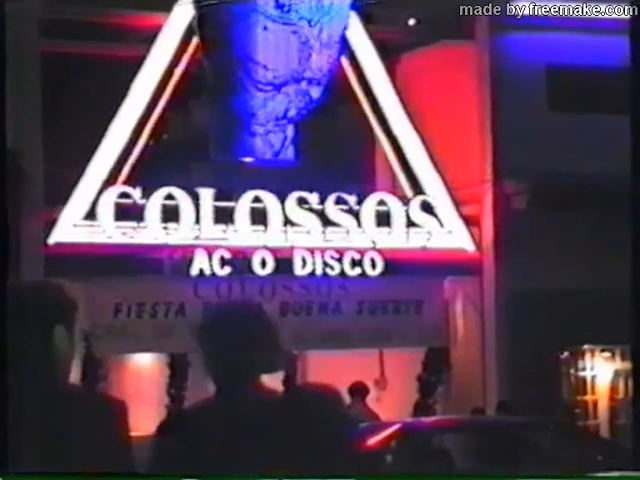 made by freemake.com
COLOSSOS
AC O DISCO
COLOSSOS
FIESTA BUENA SUERTE